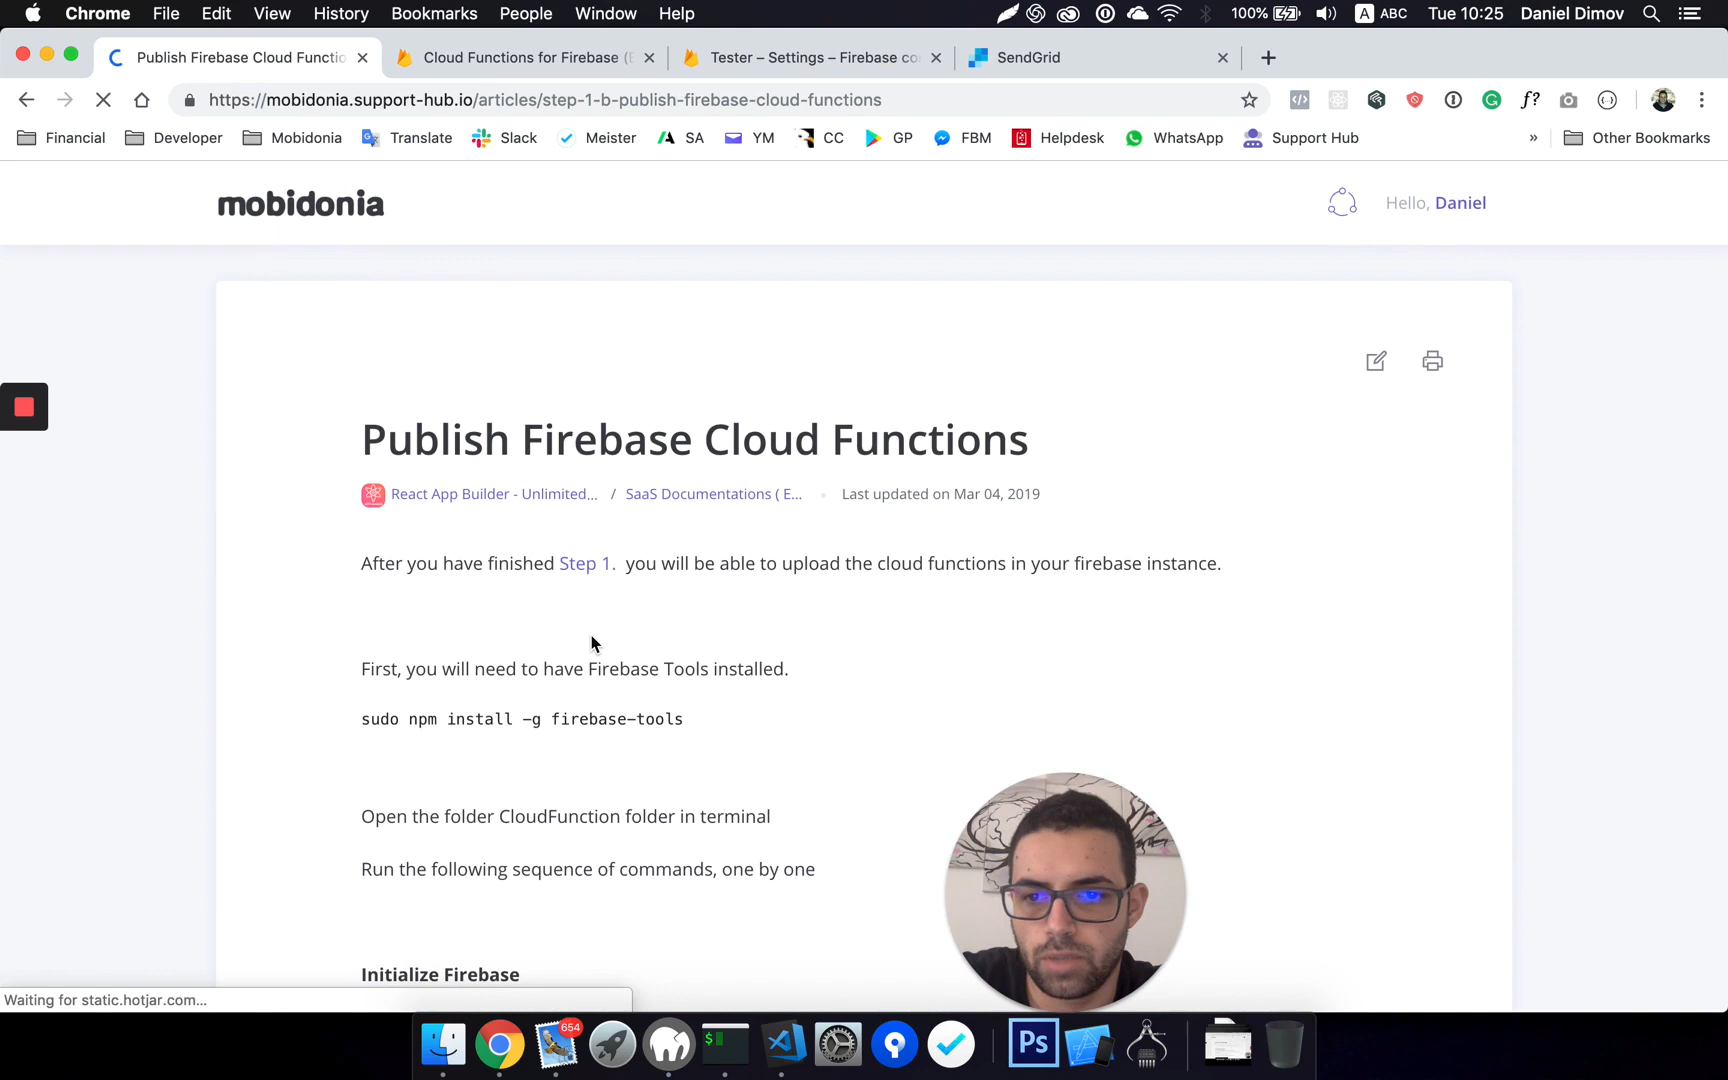 Chrome File Edit View History Bookmarks People Window Help 100% A ABC Tue 10:25 Daniel Dimov
Publish Firebase Cloud Functio Cloud Functions for Firebase (E Tester – Settings – Firebase co SendGrid
https://mobidonia.support-hub.io/articles/step-1-b-publish-firebase-cloud-functions f?
Financial Developer Mobidonia Translate Slack Meister SA YM CC GP FBM Helpdesk WhatsApp Support Hub » Other Bookmarks
mobidonia Hello, Daniel
Publish Firebase Cloud Functions
React App Builder - Unlimited... / SaaS Documentations ( E... Last updated on Mar 04, 2019
After you have finished Step 1. you will be able to upload the cloud functions in your firebase instance.
First, you will need to have Firebase Tools installed.
sudo npm install -g firebase-tools
Open the folder CloudFunction folder in terminal
Run the following sequence of commands, one by one
Initialize Firebase
Waiting for static.hotjar.com...
654
$
Ps